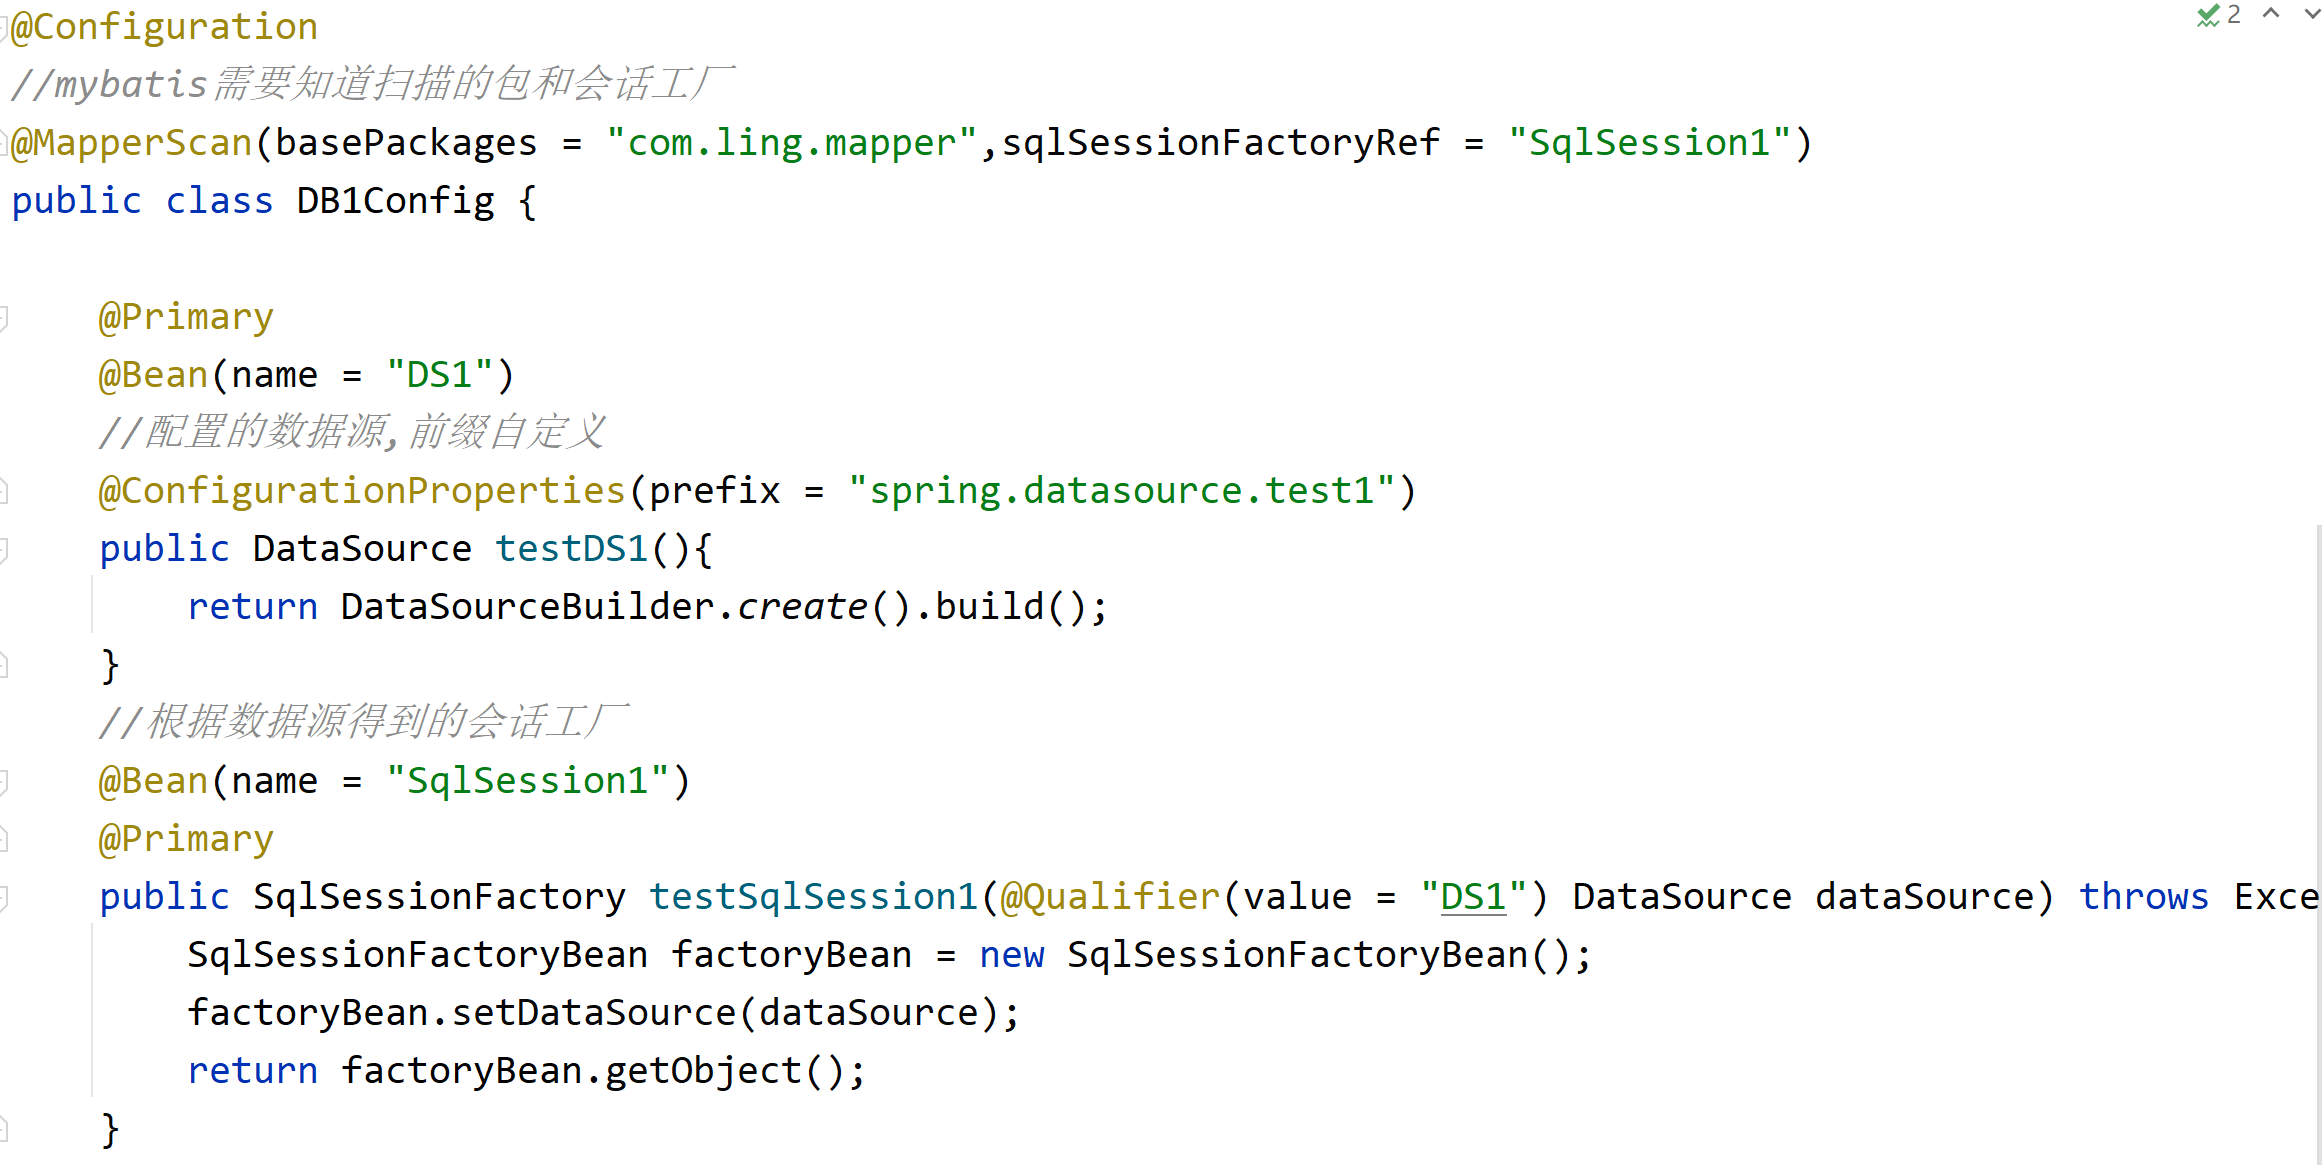 @Configuration
2
//mybatis需要知道扫描的包和会话工厂
@MapperScan(basePackages = "com.ling.mapper",sqlSessionFactoryRef = "SqlSession1")
public class DB1Config {
@Primary
@Bean(name = "DS1")
//配置的数据源,前缀自定义
@ConfigurationProperties(prefix = "spring.datasource.test1")
public DataSource testDS1(){
return DataSourceBuilder.create().build();
}
//根据数据源得到的会话工厂
@Bean(name = "SqlSession1")
@Primary
public SqlSessionFactory testSqlSession1(@Qualifier(value = "DS1") DataSource dataSource) throws Exce
SqlSessionFactoryBean factoryBean = new SqlSessionFactoryBean();
factoryBean.setDataSource(dataSource);
return factoryBean.getObject();
}